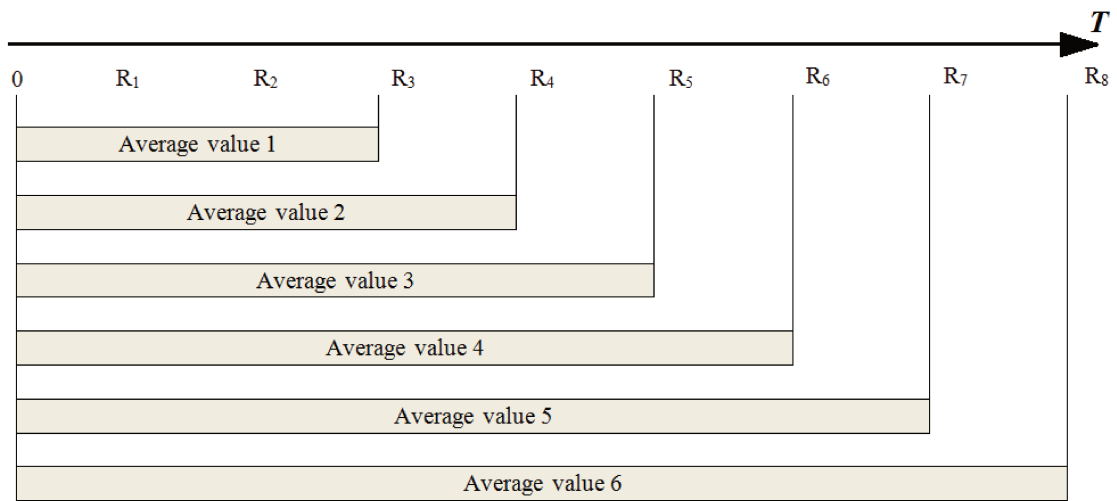 T
0 R₁ R₂ R₃ R₄ R₅ R₆ R₇ R₈
Average value 1
Average value 2
Average value 3
Average value 4
Average value 5
Average value 6